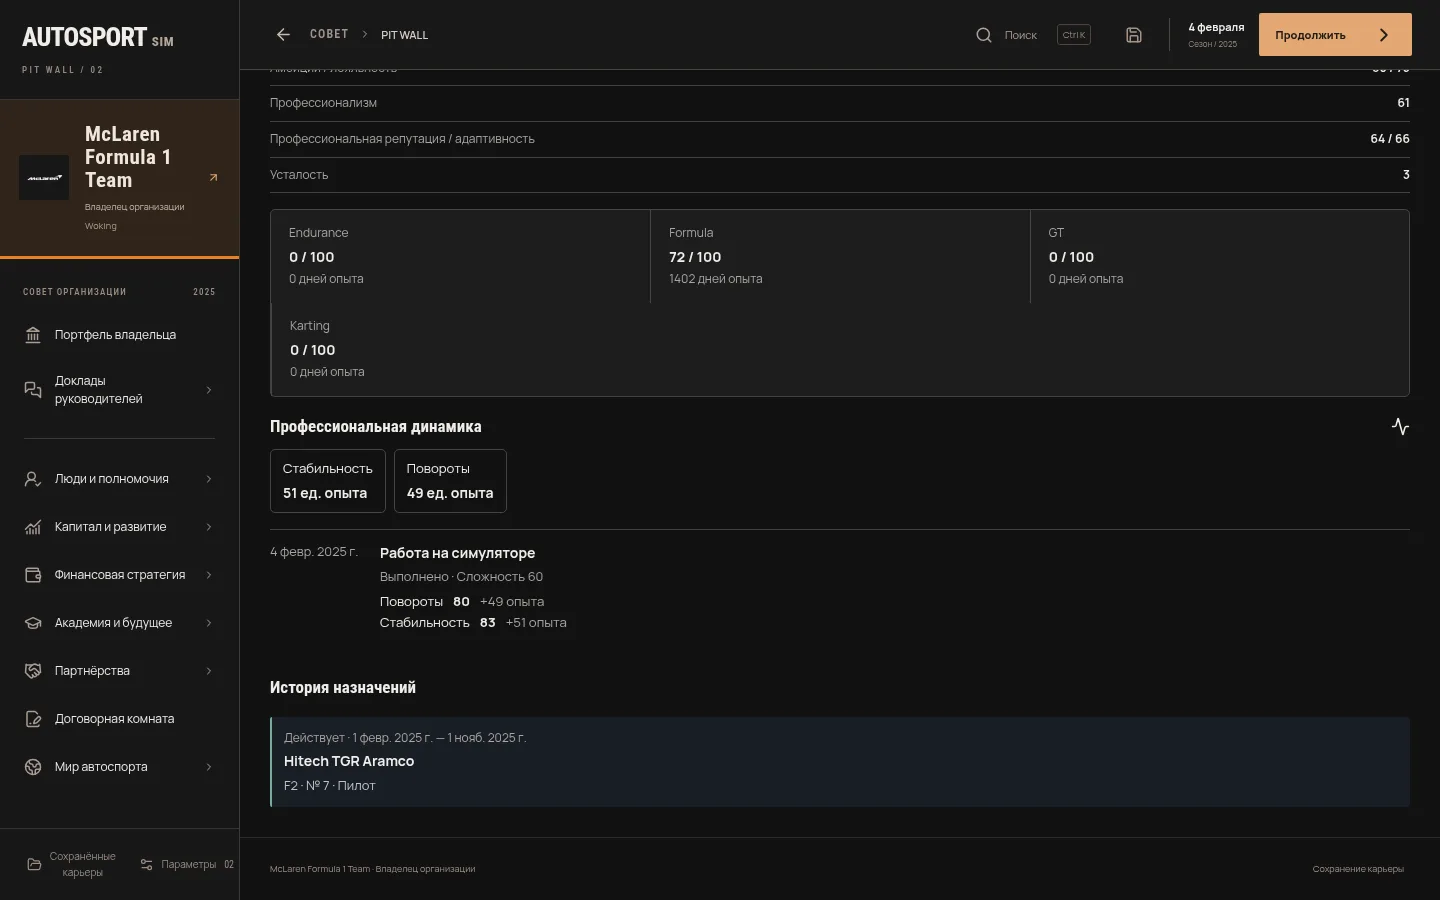 AUTOSPORT SIM
PIT WALL / 02
McLaren
Formula 1
Team
Владелец организации
Woking
СОВЕТ ОРГАНИЗАЦИИ 2025
Портфель владельца
Доклады
руководителей
Люди и полномочия
Капитал и развитие
Финансовая стратегия
Академия и будущее
Партнёрства
Договорная комната
Мир автоспорта
Сохранённые
карьеры
Параметры 02
СОВЕТ PIT WALL
Поиск Ctrl K
4 февраля
Сезон / 2025
Продолжить
Профессионализм 61
Профессиональная репутация / адаптивность 64 / 66
Усталость 3
Endurance
0 / 100
0 дней опыта
Formula
72 / 100
1402 дней опыта
GT
0 / 100
0 дней опыта
Karting
0 / 100
0 дней опыта
Профессиональная динамика
Стабильность
51 ед. опыта
Повороты
49 ед. опыта
4 февр. 2025 г. Работа на симуляторе
Выполнено · Сложность 60
Повороты 80 +49 опыта
Стабильность 83 +51 опыта
История назначений
Действует · 1 февр. 2025 г. — 1 нояб. 2025 г.
Hitech TGR Aramco
F2 · № 7 · Пилот
McLaren Formula 1 Team · Владелец организации
Сохранение карьеры